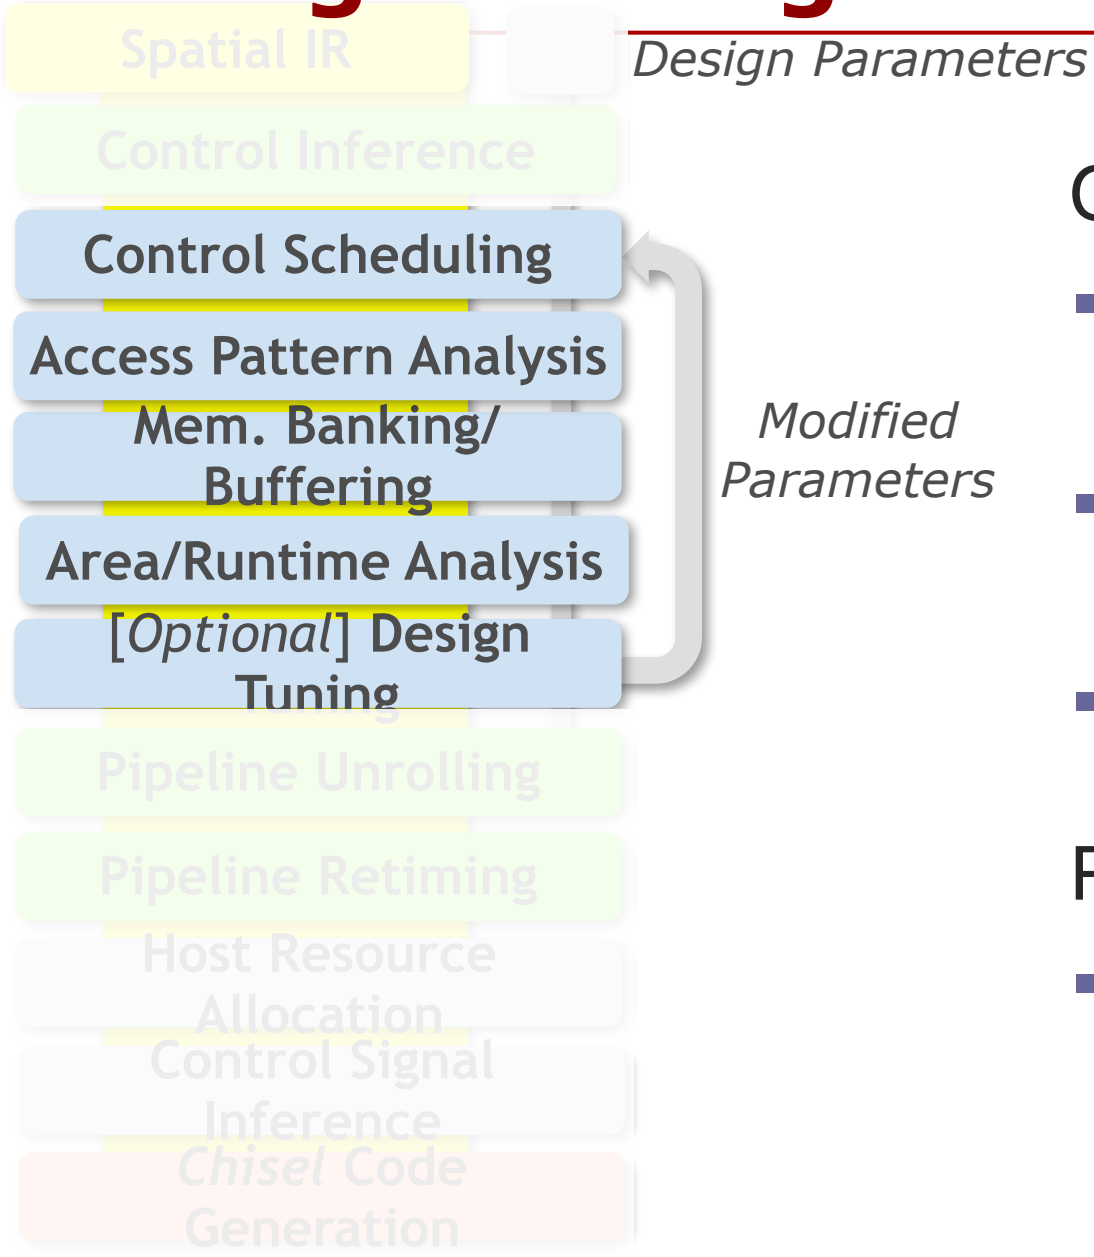 Spatial IR
Design Parameters
Control Inference
Control Scheduling
Access Pattern Analysis
Mem. Banking/
Buffering
Modified
Parameters
Area/Runtime Analysis
[Optional] Design
Tuning
Pipeline Unrolling
Pipeline Retiming
Host Resource
Allocation
Control Signal
Inference
Chisel Code
Generation